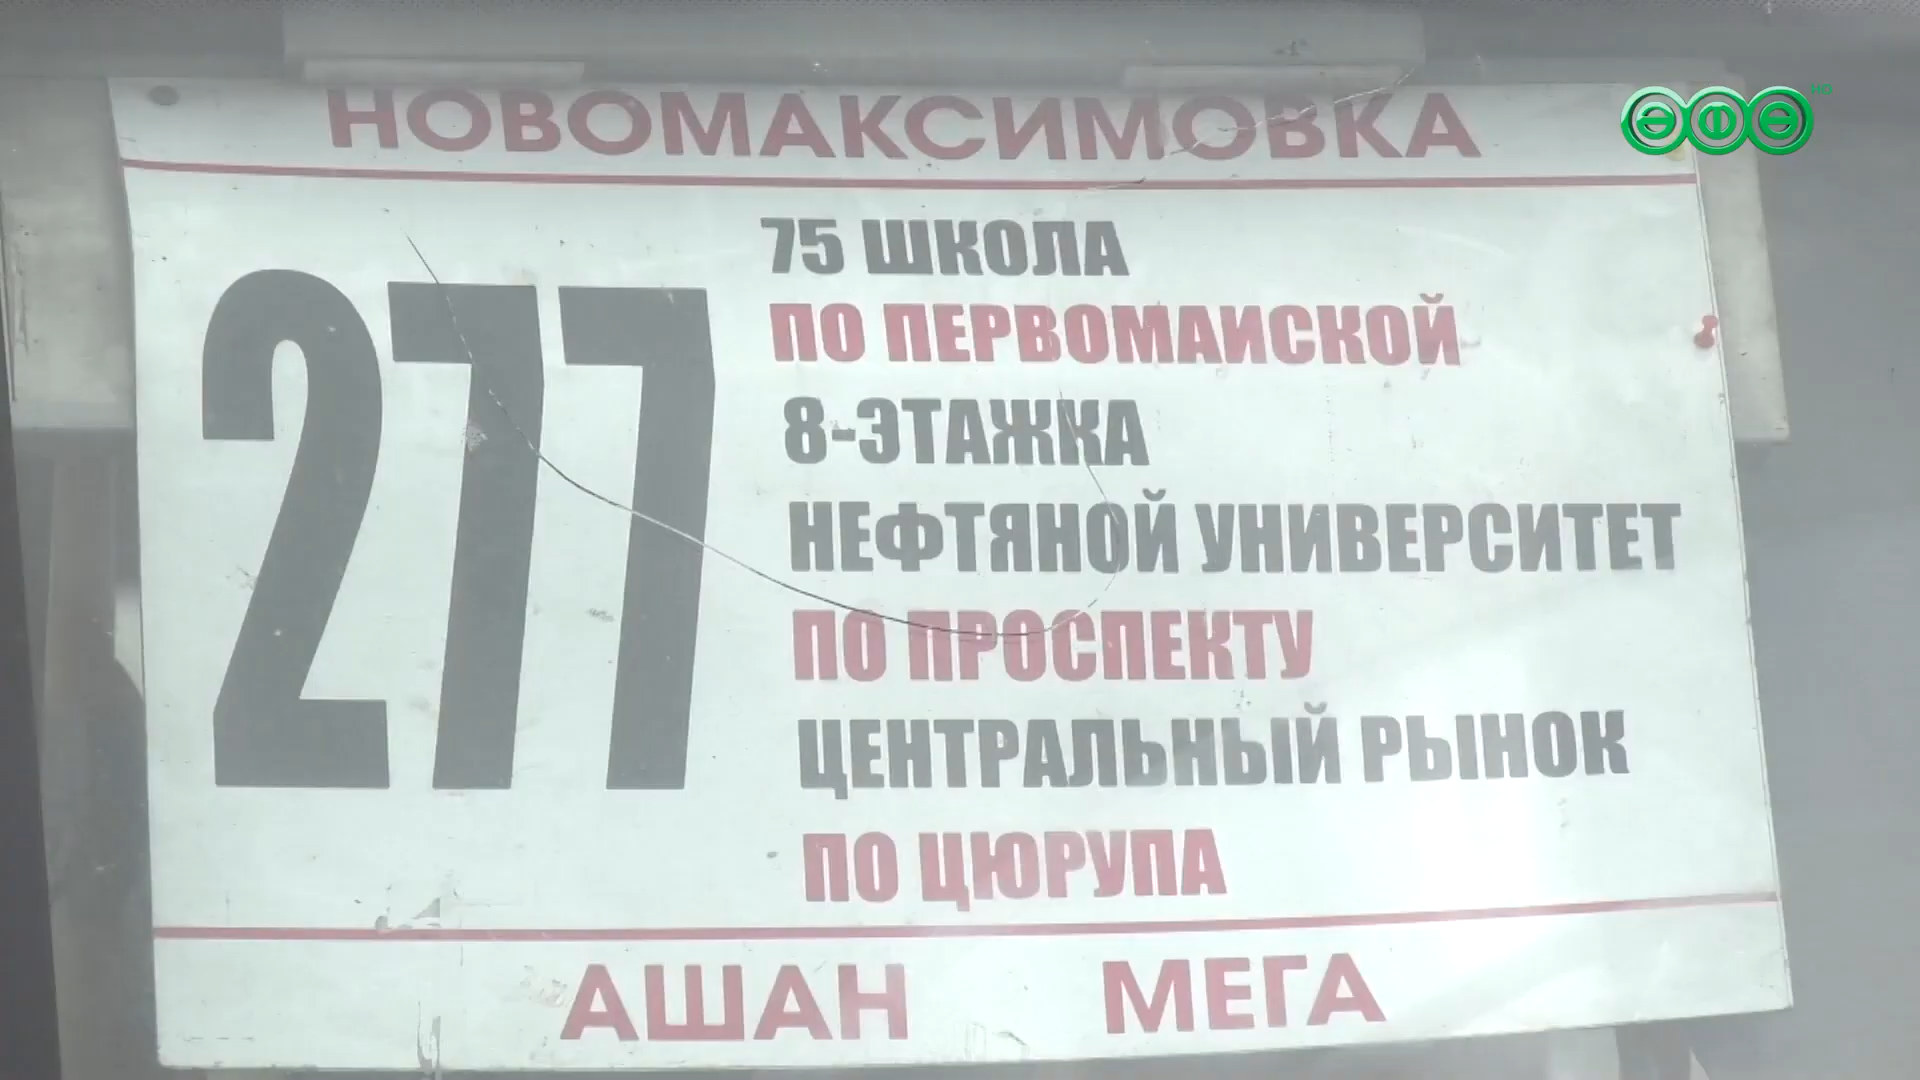 НОВОМАКСИМОВКА
277
75 ШКОЛА
ПО ПЕРВОМАИСКОЙ
8-ЭТАЖКА
НЕФТЯНОЙ УНИВЕРСИТЕТ
ПО ПРОСПЕКТУ
ЦЕНТРАЛЬНЫЙ РЫНОК
ПО ЦЮРУПА
АШАН МЕГА